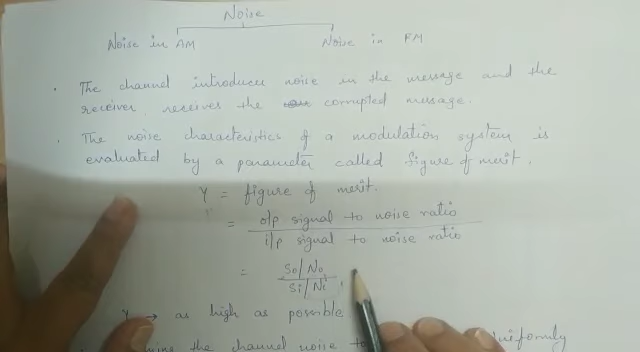 Noise
Noise in AM Noise in FM
. The channel introduces noise in the message and the
receiver receives the corrupted message.
. The noise characteristics of a modulation system is
evaluated by a parameter called figure of merit.
γ = figure of merit.
= o/p signal to noise ratio
i/p signal to noise ratio
= So/No
Si/Ni
γ → as high as possible
the channel noise to uniformly